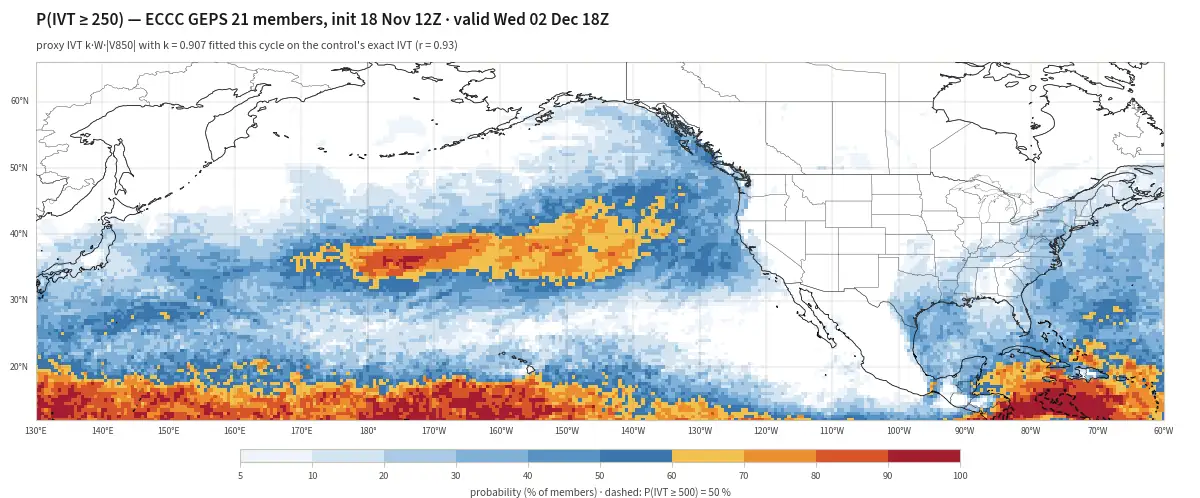 P(IVT ≥ 250) — ECCC GEPS 21 members, init 18 Nov 12Z · valid Wed 02 Dec 18Z
proxy IVT k·W·|V850| with k = 0.907 fitted this cycle on the control's exact IVT (r = 0.93)
60°N
50°N
40°N
30°N
20°N
130°E 140°E 150°E 160°E 170°E 180° 170°W 160°W 150°W 140°W 130°W 120°W 110°W 100°W 90°W 80°W 70°W 60°W
5 10 20 30 40 50 60 70 80 90 100
probability (% of members) · dashed: P(IVT ≥ 500) = 50 %